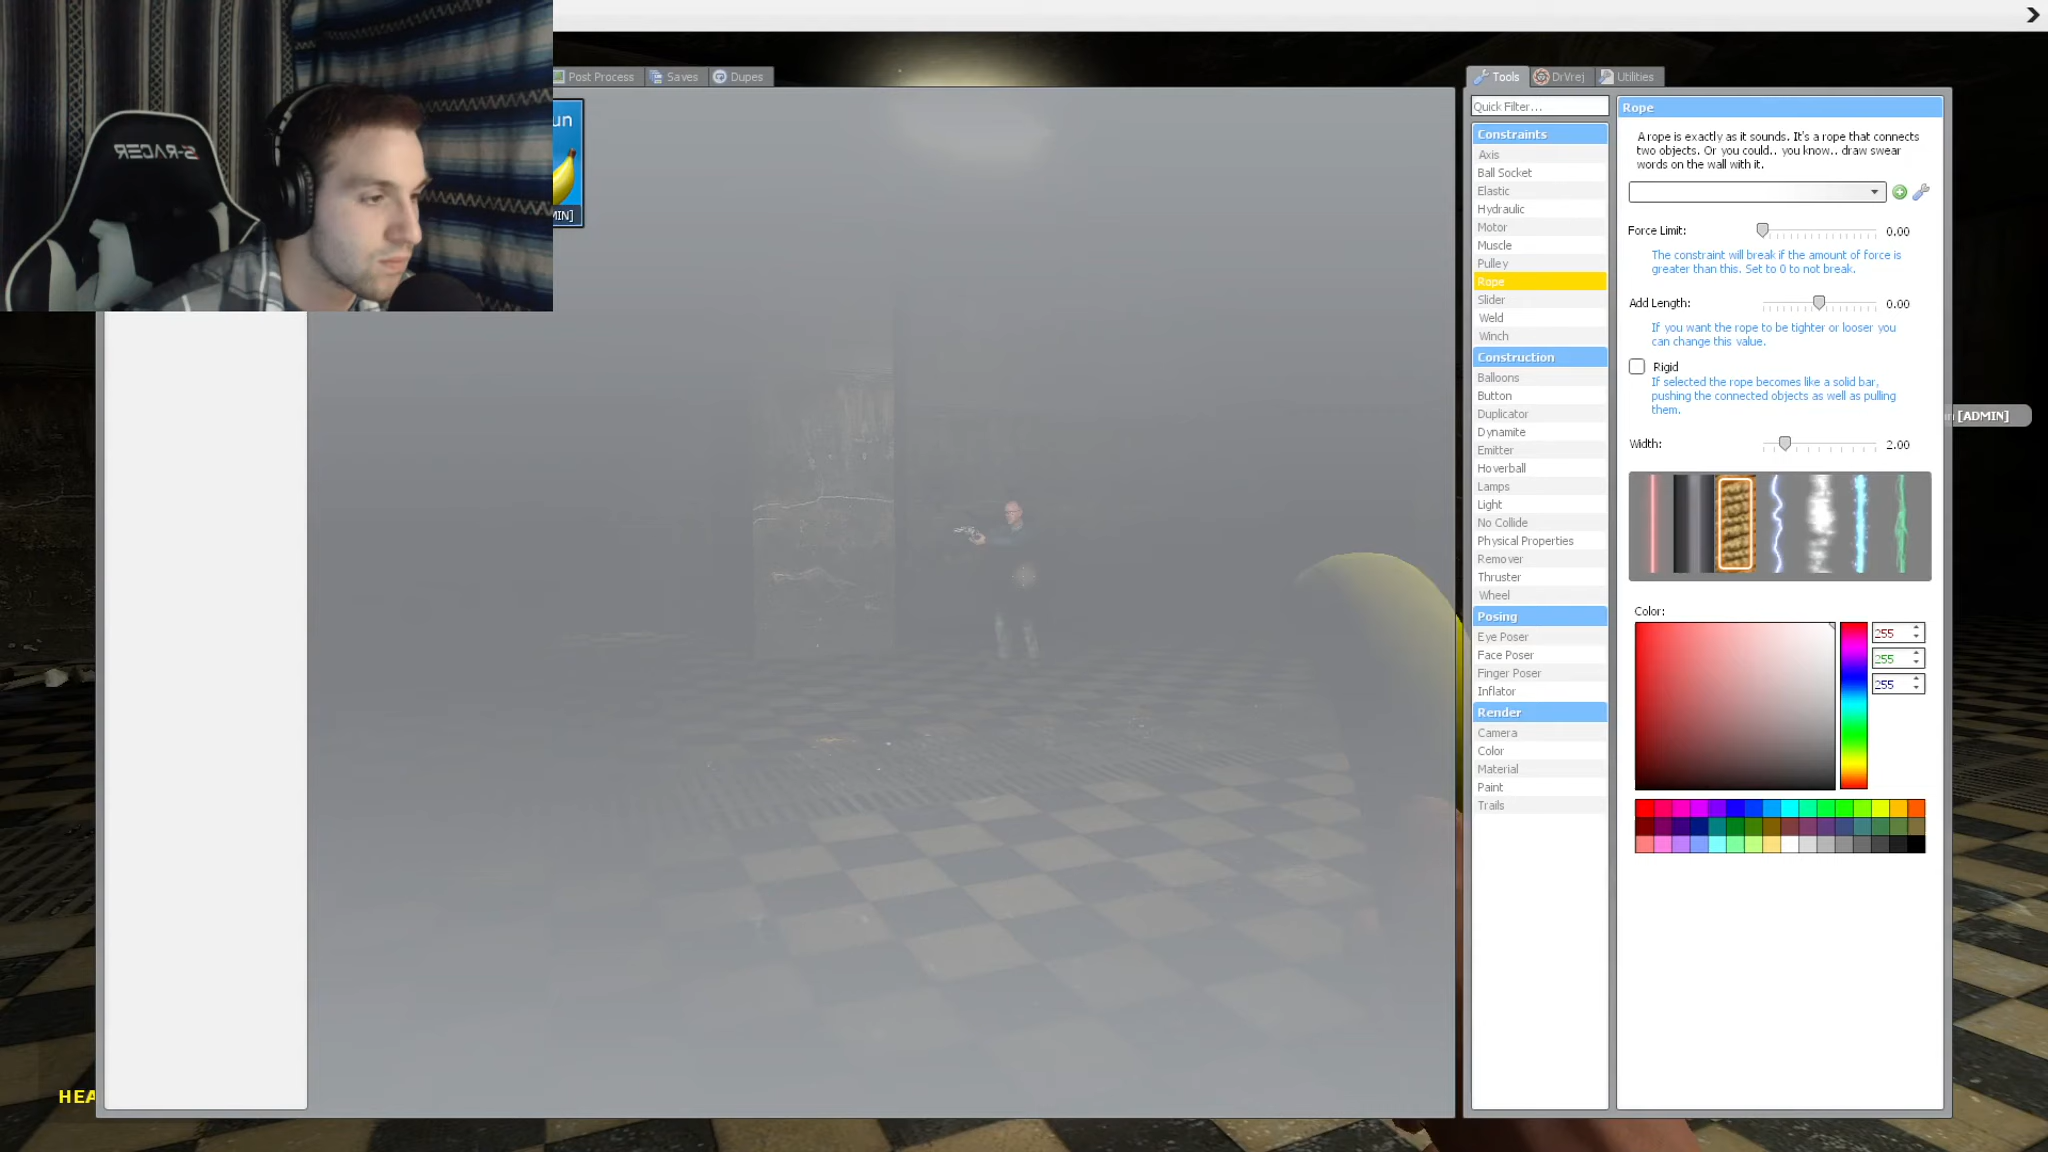 S-RACER
Post Process
Saves
Dupes
Tools
DrVrej
Utilities
un
MIN]
Quick Filter...
Constraints
Axis
Ball Socket
Elastic
Hydraulic
Motor
Muscle
Pulley
Rope
Slider
Weld
Winch
Construction
Balloons
Button
Duplicator
Dynamite
Emitter
Hoverball
Lamps
Light
No Collide
Physical Properties
Remover
Thruster
Wheel
Posing
Eye Poser
Face Poser
Finger Poser
Inflator
Render
Camera
Color
Material
Paint
Trails
Rope
A rope is exactly as it sounds. It's a rope that connects
two objects. Or you could.. you know.. draw swear
words on the wall with it.
Force Limit: 0.00
The constraint will break if the amount of force is
greater than this. Set to 0 to not break.
Add Length: 0.00
If you want the rope to be tighter or looser you
can change this value.
Rigid
If selected the rope becomes like a solid bar,
pushing the connected objects as well as pulling
them.
Width: 2.00
Color:
255
255
255
[ADMIN]
HEA